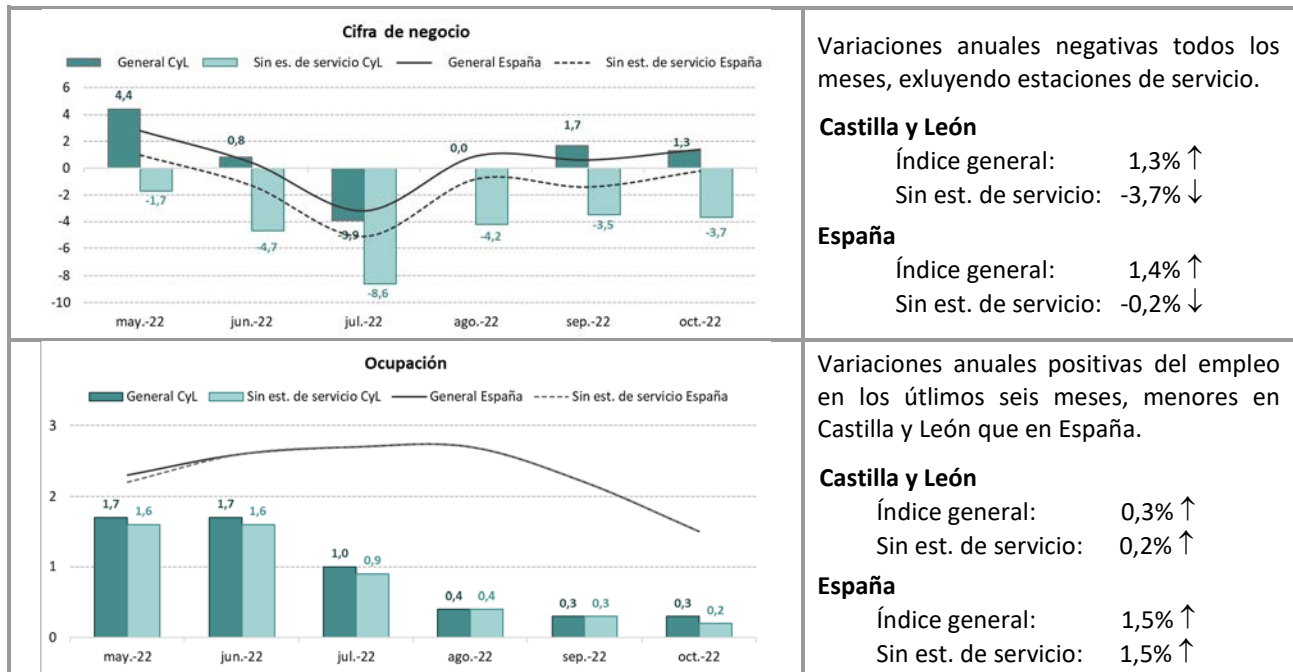 Cifra de negocio
General CyL Sin es. de servicio CyL General España Sin est. de servicio España
6
4
2
0
-2
-4
-6
-8
-10
4,4
0,8
-3,9
0,0
1,7
1,3
-1,7
-4,7
-8,6
-4,2
-3,5
-3,7
may.-22 jun.-22 jul.-22 ago.-22 sep.-22 oct.-22
Variaciones anuales negativas todos los
meses, exluyendo estaciones de servicio.
Castilla y León
Índice general: 1,3% ↑
Sin est. de servicio: -3,7% ↓
España
Índice general: 1,4% ↑
Sin est. de servicio: -0,2% ↓
Ocupación
General CyL Sin est. de servicio CyL General España Sin est. de servicio España
3
2
1
0
1,7 1,6 1,7 1,6 1,0 0,9 0,4 0,4 0,3 0,3 0,3 0,2
may.-22 jun.-22 jul.-22 ago.-22 sep.-22 oct.-22
Variaciones anuales positivas del empleo
en los útlimos seis meses, menores en
Castilla y León que en España.
Castilla y León
Índice general: 0,3% ↑
Sin est. de servicio: 0,2% ↑
España
Índice general: 1,5% ↑
Sin est. de servicio: 1,5% ↑